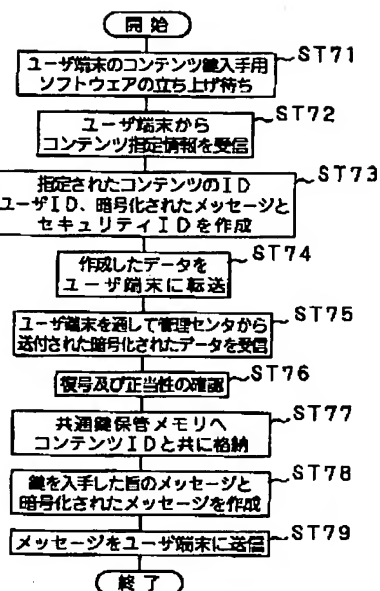 開始
ST71
ユーザ端末のコンテンツ鍵入手用
ソフトウェアの立ち上げ待ち
ST72
ユーザ端末から
コンテンツ指定情報を受信
ST73
指定されたコンテンツのID
ユーザID、暗号化されたメッセージと
セキュリティIDを作成
ST74
作成したデータを
ユーザ端末に転送
ST75
ユーザ端末を通して管理センタから
送付された暗号化されたデータを受信
ST76
復号及び正当性の確認
ST77
共通鍵保管メモリへ
コンテンツIDと共に格納
ST78
鍵を入手した旨のメッセージと
暗号化されたメッセージを作成
ST79
メッセージをユーザ端末に送信
終了